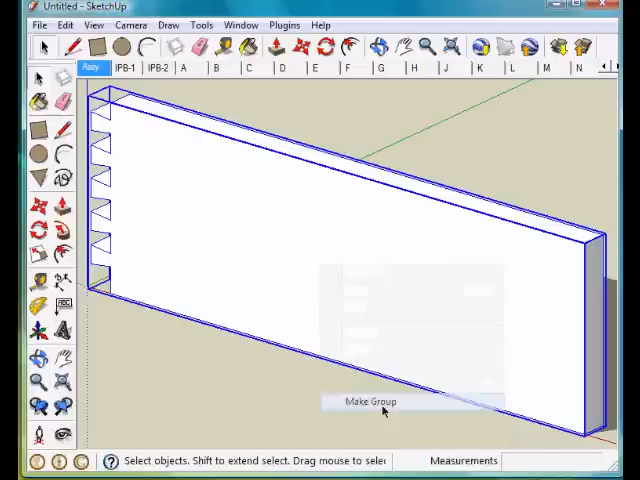 Untitled - SketchUp
File Edit View Camera Draw Tools Window Plugins Help
Assy IPB-1 IPB-2 A B C D E F G H J K L M N
ABC
Make Group
Select objects. Shift to extend select. Drag mouse to selec
Measurements